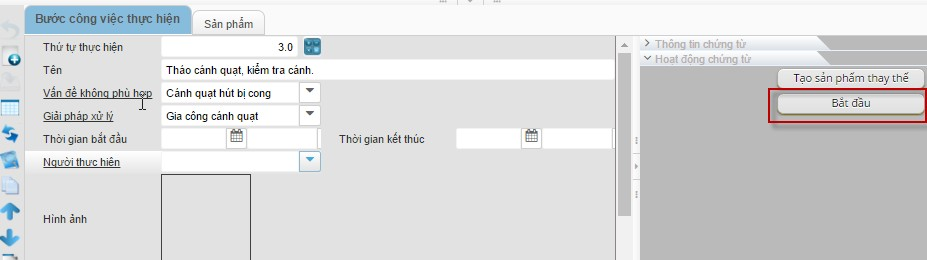 Bước công việc thực hiện
Sản phẩm
Thứ tự thực hiện
3.0
Tên
Tháo cánh quạt, kiểm tra cánh.
Vấn đề không phù hợp
Cánh quạt hút bị cong
Giải pháp xử lý
Gia công cánh quạt
Thời gian bắt đầu
Thời gian kết thúc
Người thực hiện
Hình ảnh
Thông tin chứng từ
Hoạt động chứng từ
Tạo sản phẩm thay thế
Bắt đầu